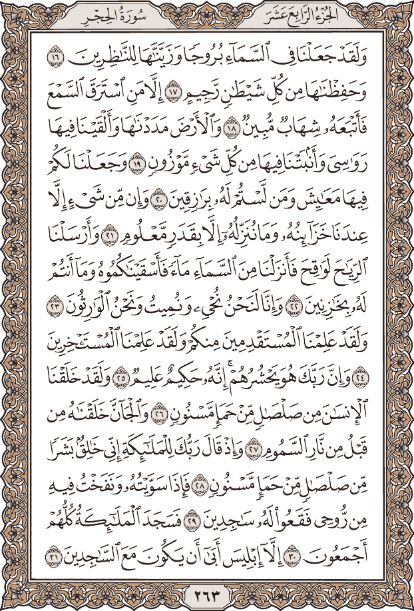 الجزء الرابع عشر
سورة الحجر
وَلَقَدْ جَعَلْنَا فِي ٱلسَّمَآءِ بُرُوجًا وَزَيَّنَّٰهَا لِلنَّٰظِرِينَ ١٦
وَحَفِظْنَٰهَا مِن كُلِّ شَيْطَٰنٍ رَّجِيمٍ ١٧ إِلَّا مَنِ ٱسْتَرَقَ ٱلسَّمْعَ
فَأَتْبَعَهُۥ شِهَابٌ مُّبِينٌ ١٨ وَٱلْأَرْضَ مَدَدْنَٰهَا وَأَلْقَيْنَا فِيهَا
رَوَٰسِيَ وَأَنۢبَتْنَا فِيهَا مِن كُلِّ شَيْءٍ مَّوْزُونٍ ١٩ وَجَعَلْنَا لَكُمْ
فِيهَا مَعَٰيِشَ وَمَن لَّسْتُمْ لَهُۥ بِرَٰزِقِينَ ٢٠ وَإِن مِّن شَيْءٍ إِلَّا
عِندَنَا خَزَآئِنُهُۥ وَمَا نُنَزِّلُهُۥٓ إِلَّا بِقَدَرٍ مَّعْلُومٍ ٢١ وَأَرْسَلْنَا
ٱلرِّيَٰحَ لَوَٰقِحَ فَأَنزَلْنَا مِنَ ٱلسَّمَآءِ مَآءً فَأَسْقَيْنَٰكُمُوهُ وَمَآ أَنتُمْ
لَهُۥ بِخَٰزِنِينَ ٢٢ وَإِنَّا لَنَحْنُ نُحْيِۦ وَنُمِيتُ وَنَحْنُ ٱلْوَٰرِثُونَ ٢٣
وَلَقَدْ عَلِمْنَا ٱلْمُسْتَقْدِمِينَ مِنكُمْ وَلَقَدْ عَلِمْنَا ٱلْمُسْتَـْٔخِرِينَ
٢٤ وَإِنَّ رَبَّكَ هُوَ يَحْشُرُهُمْ ۚ إِنَّهُۥ حَكِيمٌ عَلِيمٌ ٢٥ وَلَقَدْ خَلَقْنَا
ٱلْإِنسَٰنَ مِن صَلْصَٰلٍ مِّنْ حَمَإٍ مَّسْنُونٍ ٢٦ وَٱلْجَآنَّ خَلَقْنَٰهُ مِن
قَبْلُ مِن نَّارِ ٱلسَّمُومِ ٢٧ وَإِذْ قَالَ رَبُّكَ لِلْمَلَٰٓئِكَةِ إِنِّي خَٰلِقٌۢ بَشَرًا
مِّن صَلْصَٰلٍ مِّنْ حَمَإٍ مَّسْنُونٍ ٢٨ فَإِذَا سَوَّيْتُهُۥ وَنَفَخْتُ فِيهِ
مِن رُّوحِي فَقَعُوا۟ لَهُۥ سَٰجِدِينَ ٢٩ فَسَجَدَ ٱلْمَلَٰٓئِكَةُ كُلُّهُمْ
أَجْمَعُونَ ٣٠ إِلَّآ إِبْلِيسَ أَبَىٰٓ أَن يَكُونَ مَعَ ٱلسَّٰجِدِينَ ٣١
٢٦٣